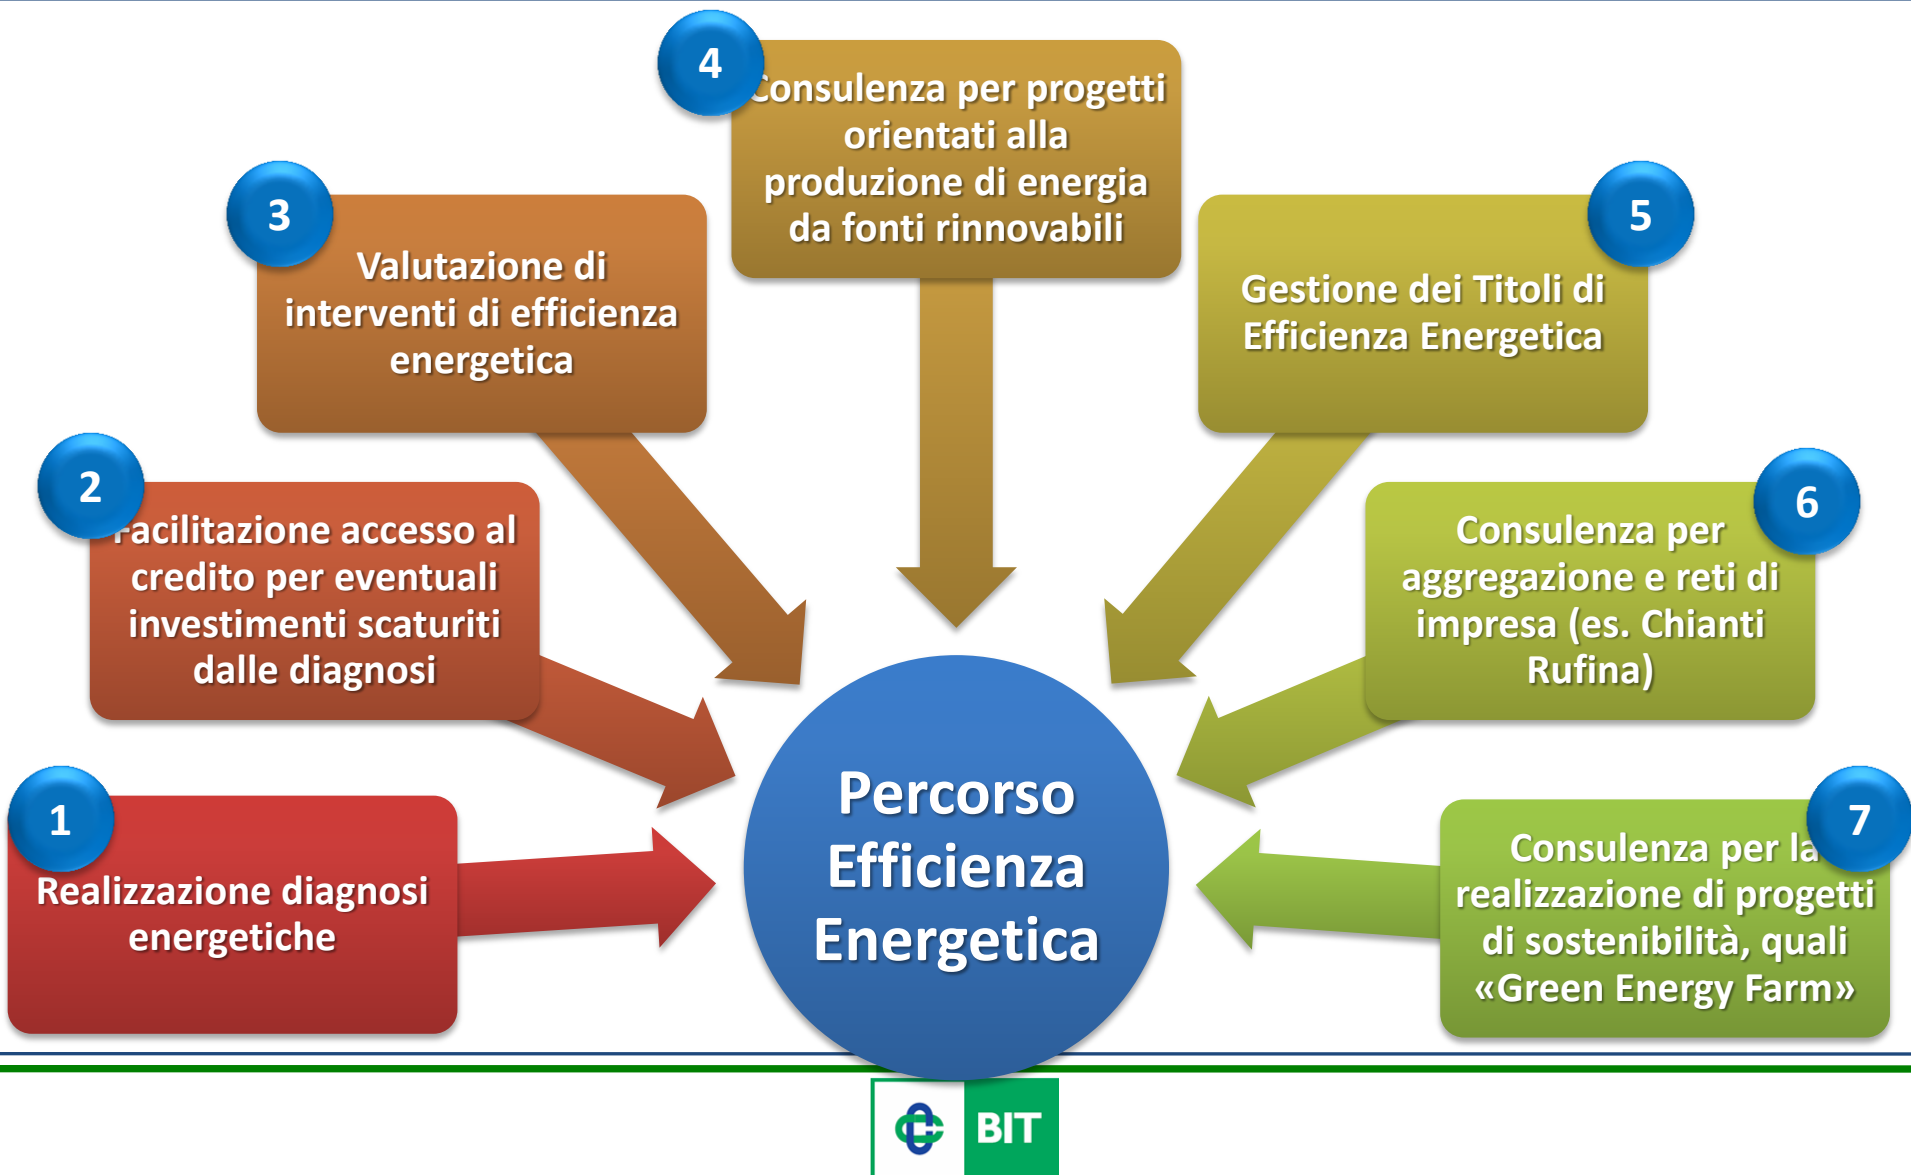 1
Realizzazione diagnosi
energetiche
2
Facilitazione accesso al
credito per eventuali
investimenti scaturiti
dalle diagnosi
3
Valutazione di
interventi di efficienza
energetica
4
Consulenza per progetti
orientati alla
produzione di energia
da fonti rinnovabili
5
Gestione dei Titoli di
Efficienza Energetica
6
Consulenza per
aggregazione e reti di
impresa (es. Chianti
Rufina)
7
Consulenza per la
realizzazione di progetti
di sostenibilità, quali
«Green Energy Farm»
Percorso
Efficienza
Energetica
BIT